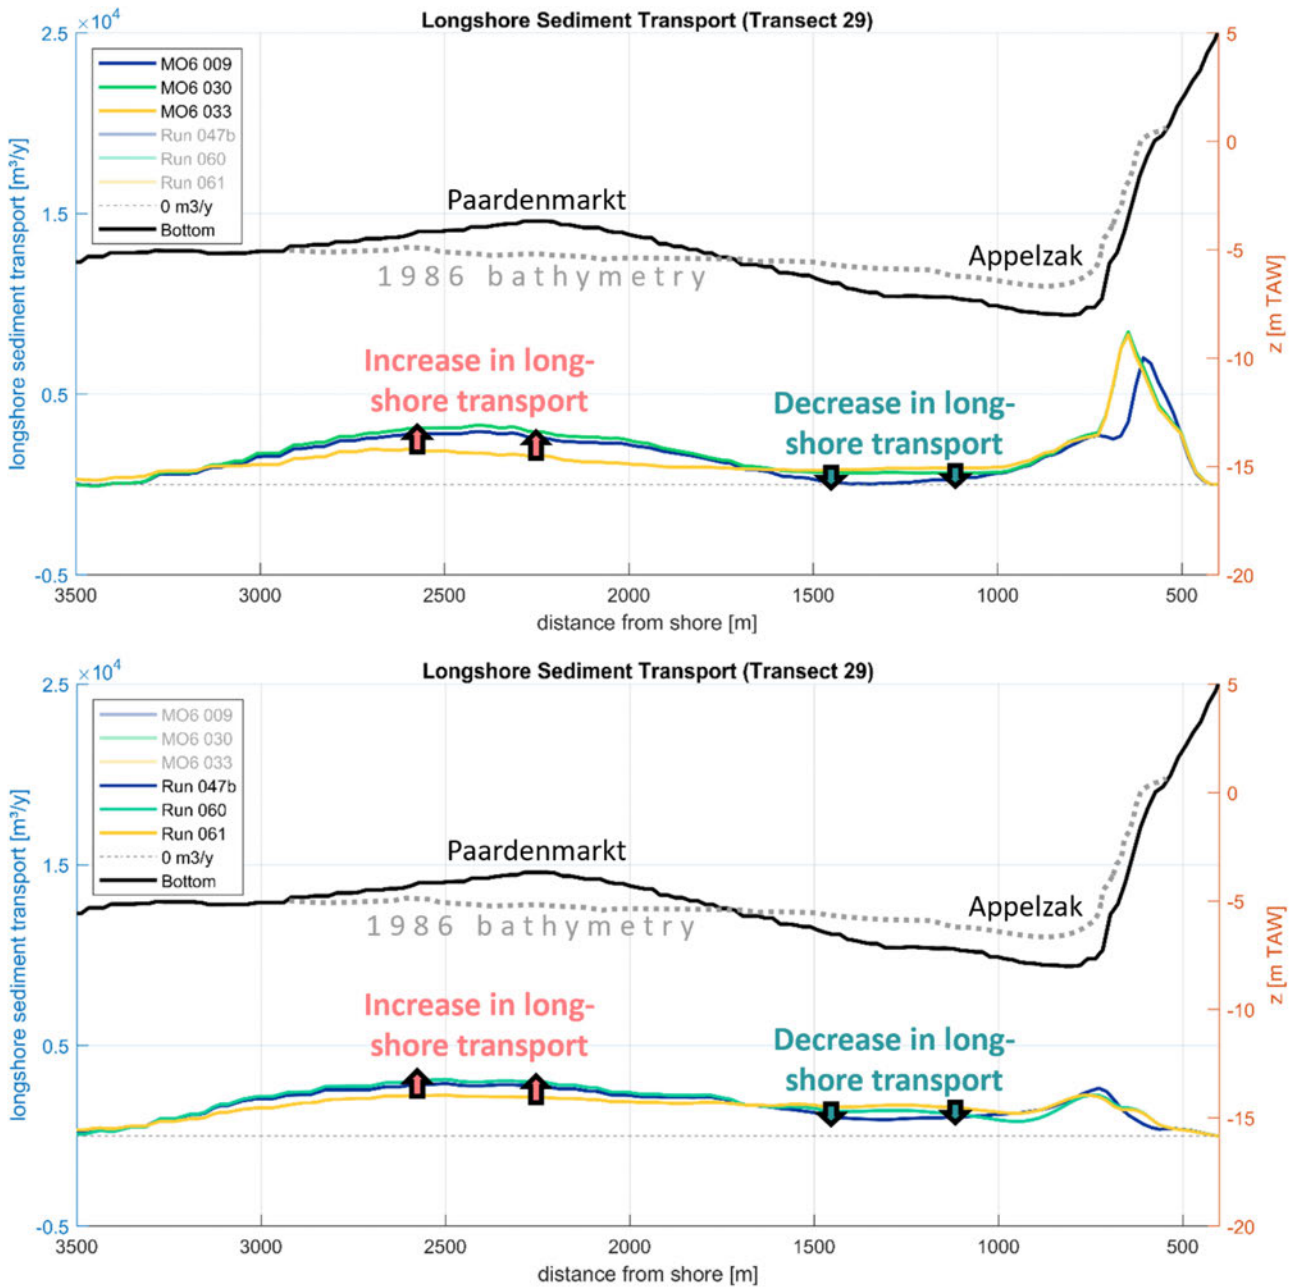 Longshore Sediment Transport (Transect 29)
×10⁴
2.5
1.5
0.5
-0.5
longshore sediment transport [m³/y]
MO6 009
MO6 030
MO6 033
Run 047b
Run 060
Run 061
0 m3/y
Bottom
Paardenmarkt
1986 bathymetry
Appelzak
Increase in long-
shore transport
Decrease in long-
shore transport
5
0
-5
-10
-15
-20
z [m TAW]
3500 3000 2500 2000 1500 1000 500
distance from shore [m]
Longshore Sediment Transport (Transect 29)
×10⁴
2.5
1.5
0.5
-0.5
longshore sediment transport [m³/y]
MO6 009
MO6 030
MO6 033
Run 047b
Run 060
Run 061
0 m3/y
Bottom
Paardenmarkt
1986 bathymetry
Appelzak
Increase in long-
shore transport
Decrease in long-
shore transport
5
0
-5
-10
-15
-20
z [m TAW]
3500 3000 2500 2000 1500 1000 500
distance from shore [m]